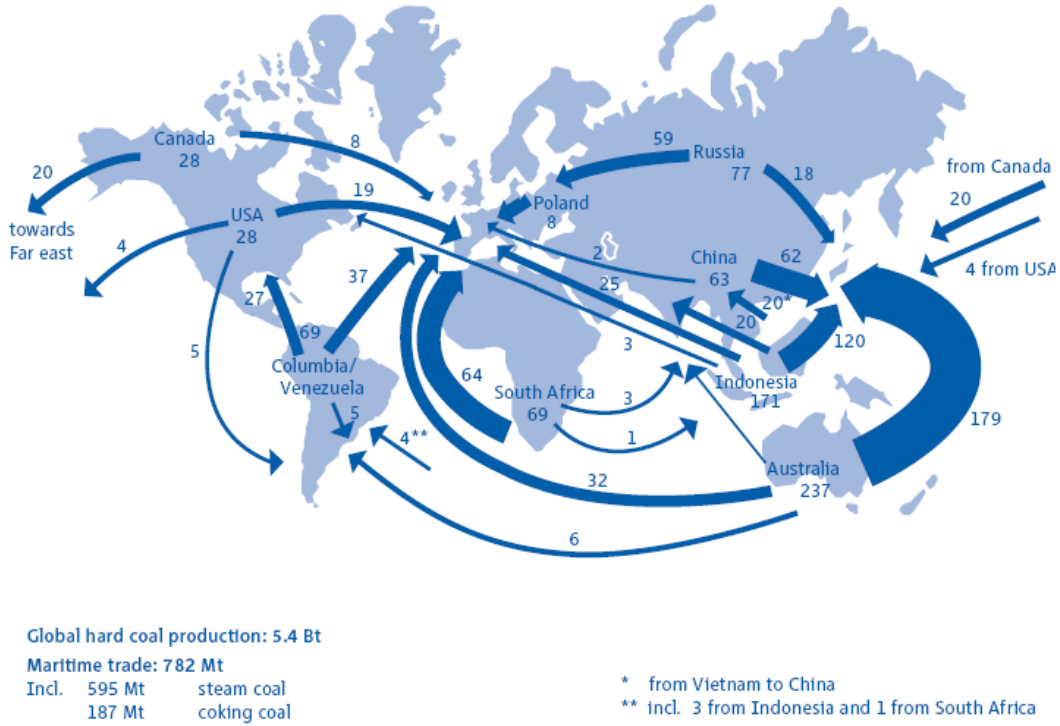 Canada
28
8
59
Russia
77
18
from Canada
20
20
19
towards
Far east
USA
28
4
Poland
8
2
China
63
62
4 from USA
37
25
27
20*
20
120
69
Columbia/
Venezuela
5
3
Indonesia
171
64
South Africa
69
3
5
4**
1
179
Australia
237
32
6
Global hard coal production: 5.4 Bt
Maritime trade: 782 Mt
Incl. 595 Mt steam coal
187 Mt coking coal
* from Vietnam to China
** incl. 3 from Indonesia and 1 from South Africa